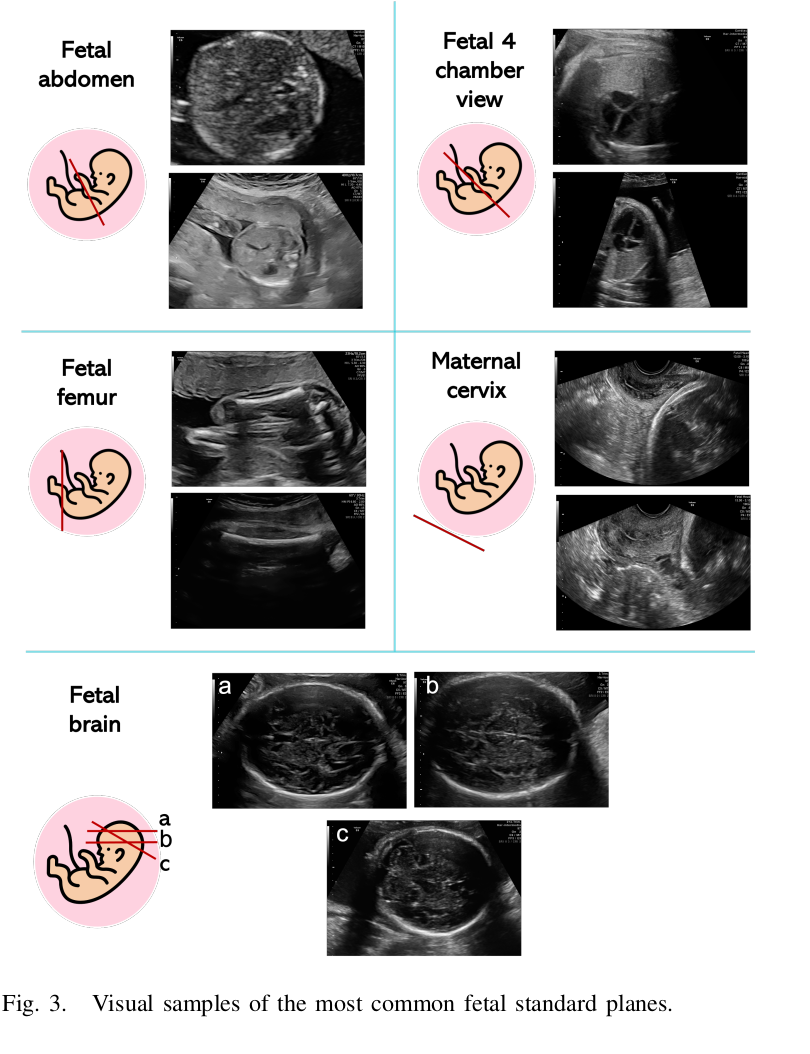 Fetal
abdomen
Fetal 4
chamber
view
Fetal
femur
Maternal
cervix
Fetal
brain
a
b
c
a
b
c
Fig. 3. Visual samples of the most common fetal standard planes.